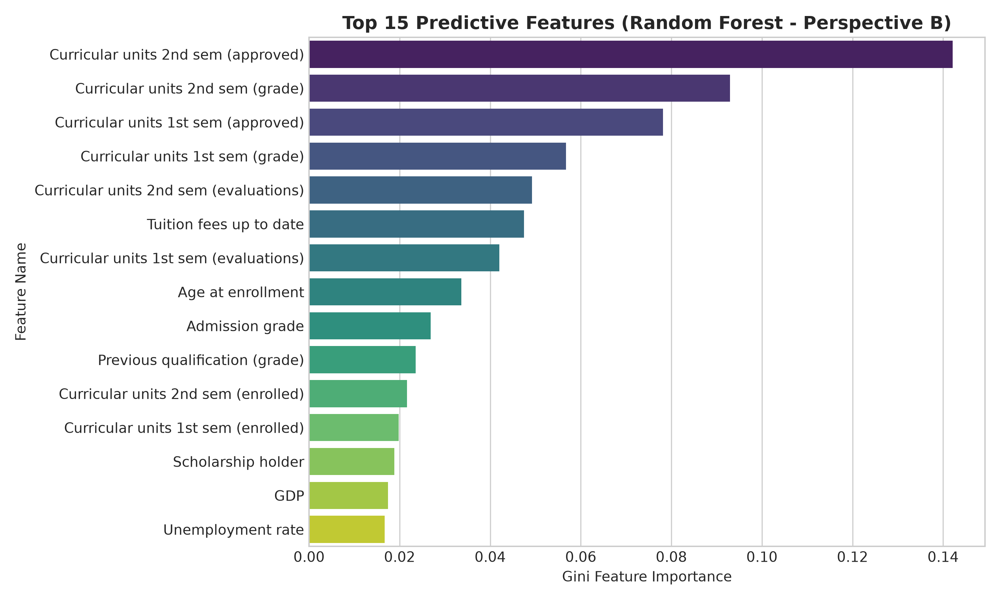 Top 15 Predictive Features (Random Forest - Perspective B)
Feature Name
Curricular units 2nd sem (approved)
Curricular units 2nd sem (grade)
Curricular units 1st sem (approved)
Curricular units 1st sem (grade)
Curricular units 2nd sem (evaluations)
Tuition fees up to date
Curricular units 1st sem (evaluations)
Age at enrollment
Admission grade
Previous qualification (grade)
Curricular units 2nd sem (enrolled)
Curricular units 1st sem (enrolled)
Scholarship holder
GDP
Unemployment rate
0.00 0.02 0.04 0.06 0.08 0.10 0.12 0.14
Gini Feature Importance